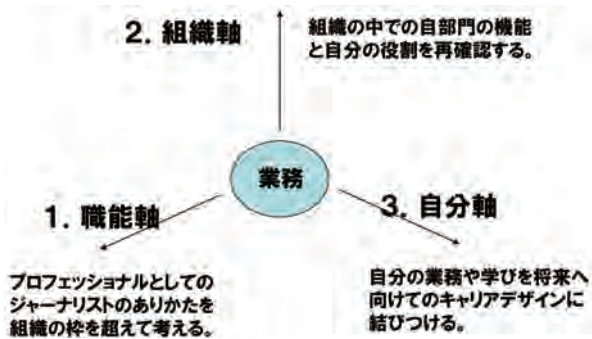 2. 組織軸
組織の中での自部門の機能
と自分の役割を再確認する。
業務
1. 職能軸
プロフェッショナルとしての
ジャーナリストのありかたを
組織の枠を超えて考える。
3. 自分軸
自分の業務や学びを将来へ
向けてのキャリアデザインに
結びつける。